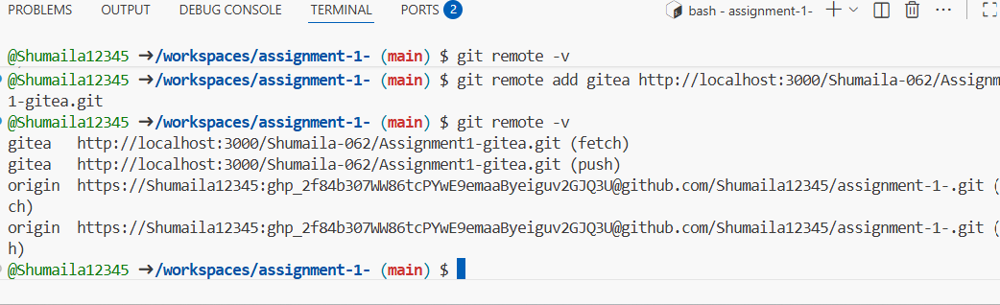 PROBLEMS OUTPUT DEBUG CONSOLE TERMINAL PORTS 2 bash - assignment-1-
@Shumaila12345 ➜/workspaces/assignment-1- (main) $ git remote -v
@Shumaila12345 ➜/workspaces/assignment-1- (main) $ git remote add gitea http://localhost:3000/Shumaila-062/Assignm
1-gitea.git
@Shumaila12345 ➜/workspaces/assignment-1- (main) $ git remote -v
gitea http://localhost:3000/Shumaila-062/Assignment1-gitea.git (fetch)
gitea http://localhost:3000/Shumaila-062/Assignment1-gitea.git (push)
origin https://Shumaila12345: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@github.com/Shumaila12345/assignment-1-.git (
ch)
origin https://Shumaila12345: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@github.com/Shumaila12345/assignment-1-.git (
h)
@Shumaila12345 ➜/workspaces/assignment-1- (main) $